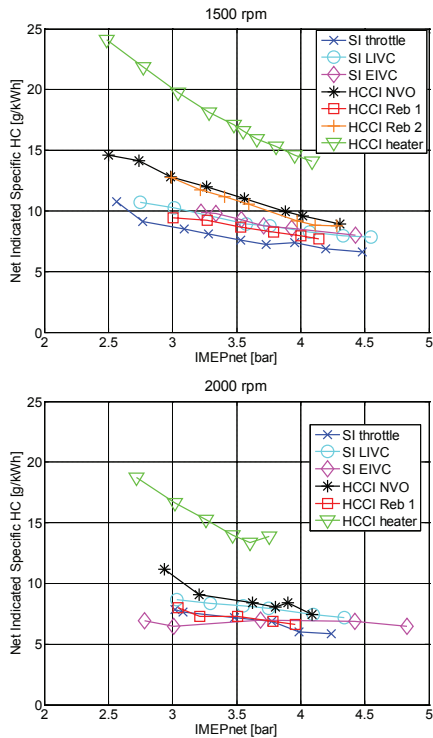 1500 rpm
Net Indicated Specific HC [g/kWh]
25
20
15
10
5
0
2
2.5
3
3.5
4
4.5
5
IMEPnet [bar]
SI throttle
SI LIVC
SI EIVC
HCCI NVO
HCCI Reb 1
HCCI Reb 2
HCCI heater
2000 rpm
Net Indicated Specific HC [g/kWh]
25
20
15
10
5
0
2
2.5
3
3.5
4
4.5
5
IMEPnet [bar]
SI throttle
SI LIVC
SI EIVC
HCCI NVO
HCCI Reb 1
HCCI heater